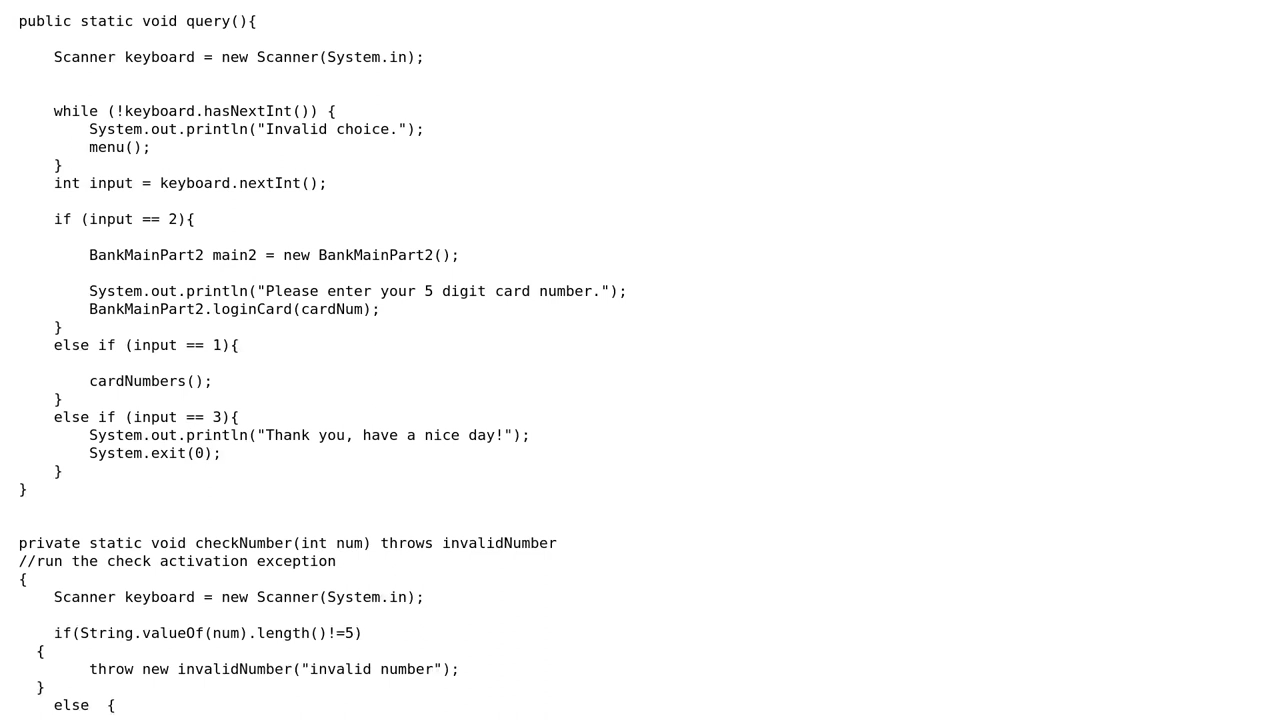 public static void query(){
Scanner keyboard = new Scanner(System.in);
while (!keyboard.hasNextInt()) {
System.out.println("Invalid choice.");
menu();
}
int input = keyboard.nextInt();
if (input == 2){
BankMainPart2 main2 = new BankMainPart2();
System.out.println("Please enter your 5 digit card number.");
BankMainPart2.loginCard(cardNum);
}
else if (input == 1){
cardNumbers();
}
else if (input == 3){
System.out.println("Thank you, have a nice day!");
System.exit(0);
}
}
private static void checkNumber(int num) throws invalidNumber
//run the check activation exception
{
Scanner keyboard = new Scanner(System.in);
if(String.valueOf(num).length()!=5)
{
throw new invalidNumber("invalid number");
}
else  {